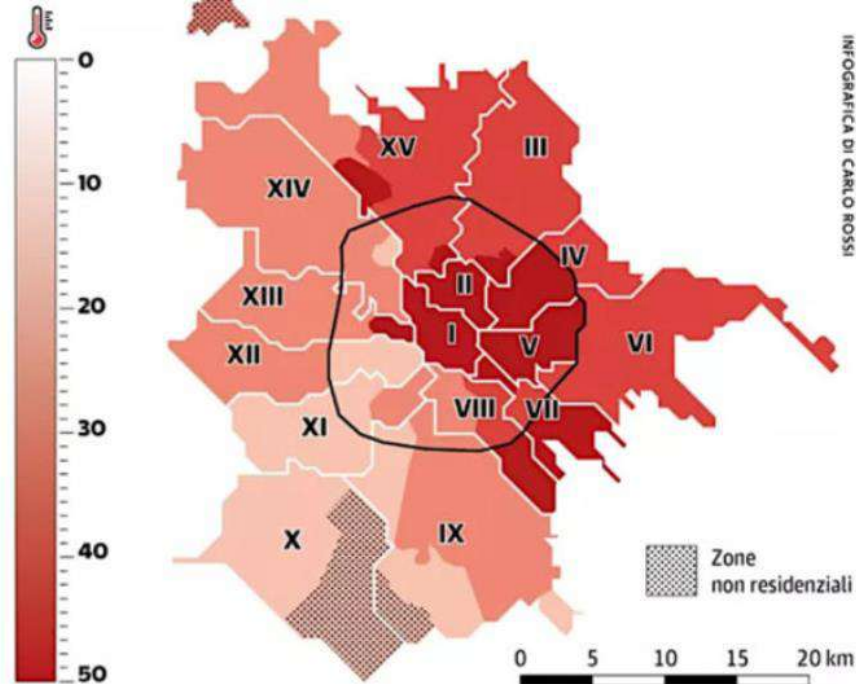 0
10
20
30
40
50
INFOGRAFICA DI CARLO ROSSI
XV
III
XIV
IV
II
XIII
I
V
VI
XII
VIII
VII
XI
X
IX
Zone
non residenziali
0 5 10 15 20 km